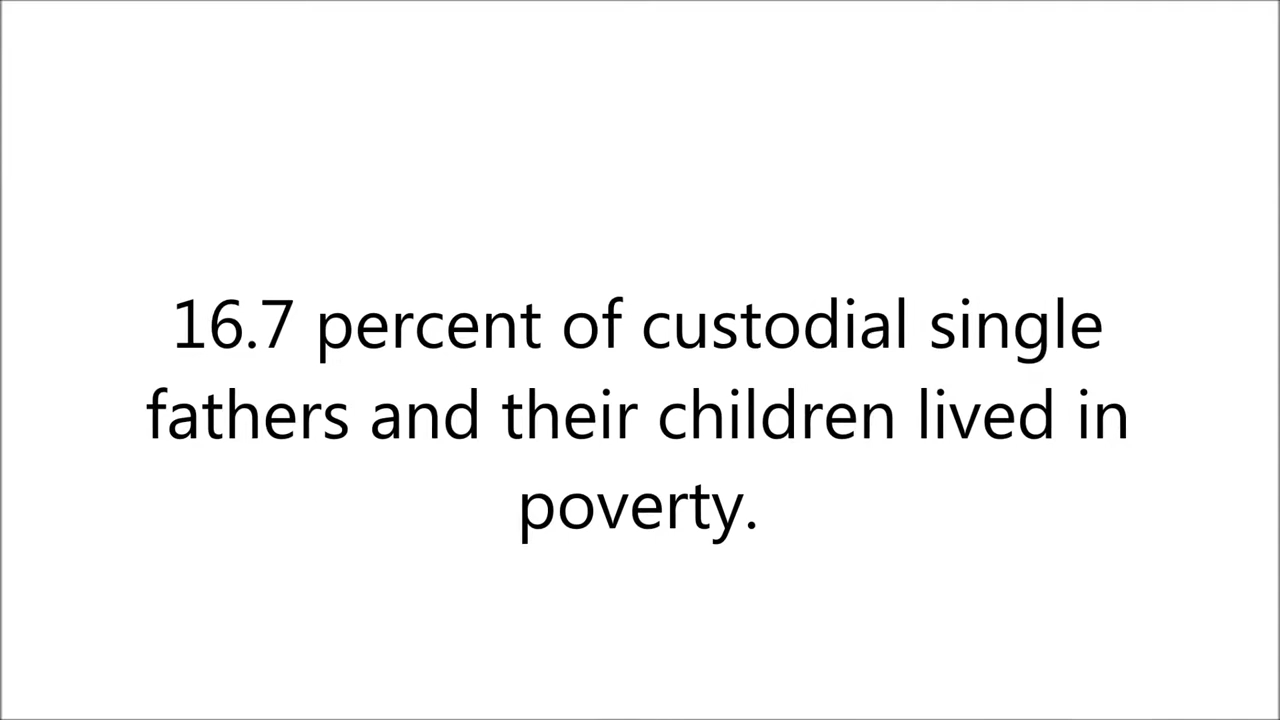 16.7 percent of custodial single
fathers and their children lived in
poverty.